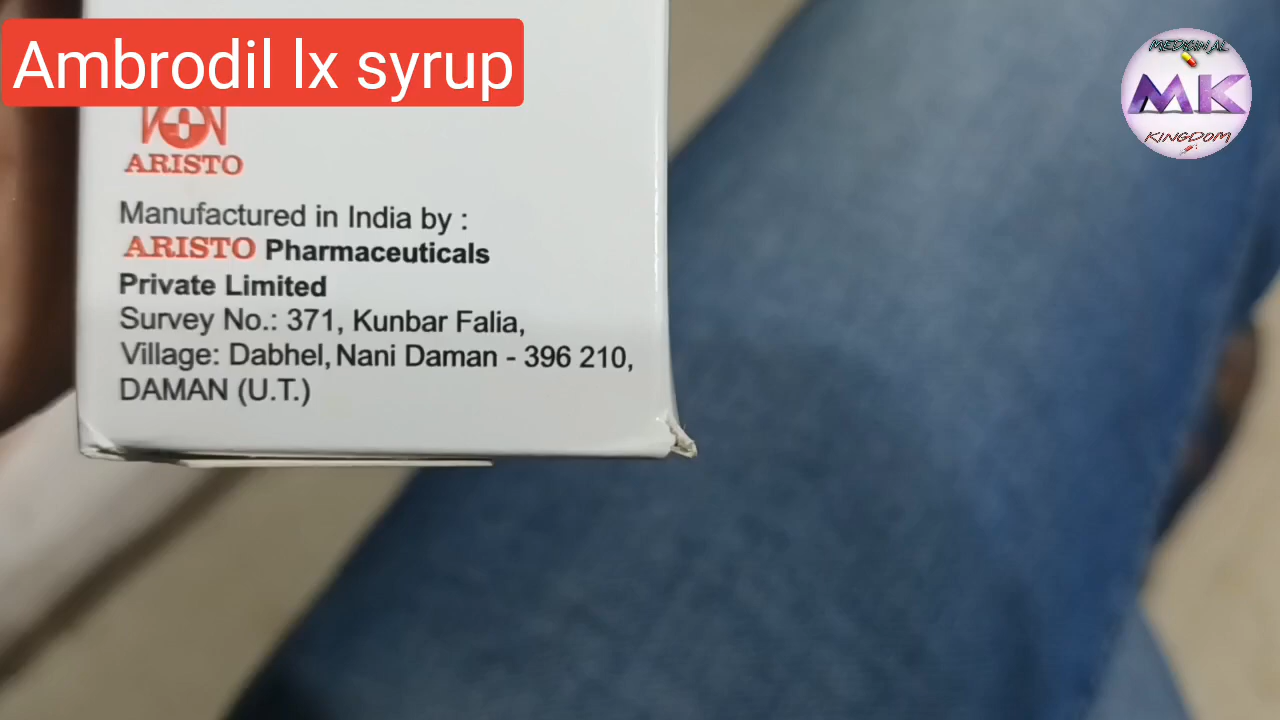 Ambrodil lx syrup
MEDICINAL
MK
KINGDOM
ARISTO
Manufactured in India by :
ARISTO Pharmaceuticals
Private Limited
Survey No.: 371, Kunbar Falia,
Village: Dabhel, Nani Daman - 396 210,
DAMAN (U.T.)